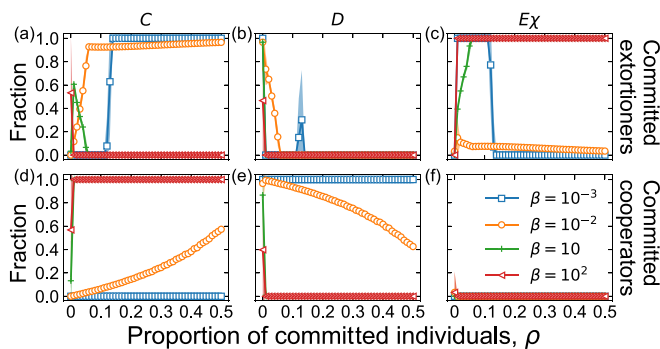 C D Eχ
(a) (b) (c)
1.0
0.8
0.6
0.4
0.2
0.0
Fraction
Committed
extortioners
(d) (e) (f)
1.0
0.8
0.6
0.4
0.2
0.0
Fraction
Committed
cooperators
β = 10⁻³
β = 10⁻²
β = 10
β = 10²
0 0.1 0.2 0.3 0.4 0.5 0 0.1 0.2 0.3 0.4 0.5 0 0.1 0.2 0.3 0.4 0.5
Proportion of committed individuals, ρ